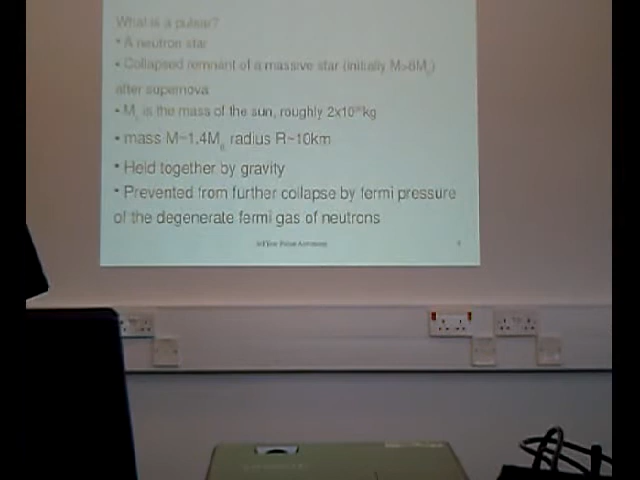 What is a pulsar?
• A neutron star
• Collapsed remnant of a massive star (initially M>8M )
after supernova
• M is the mass of the sun, roughly 2x10³⁰kg
• mass M~1.4M radius R~10km
• Held together by gravity
• Prevented from further collapse by fermi pressure
of the degenerate fermi gas of neutrons